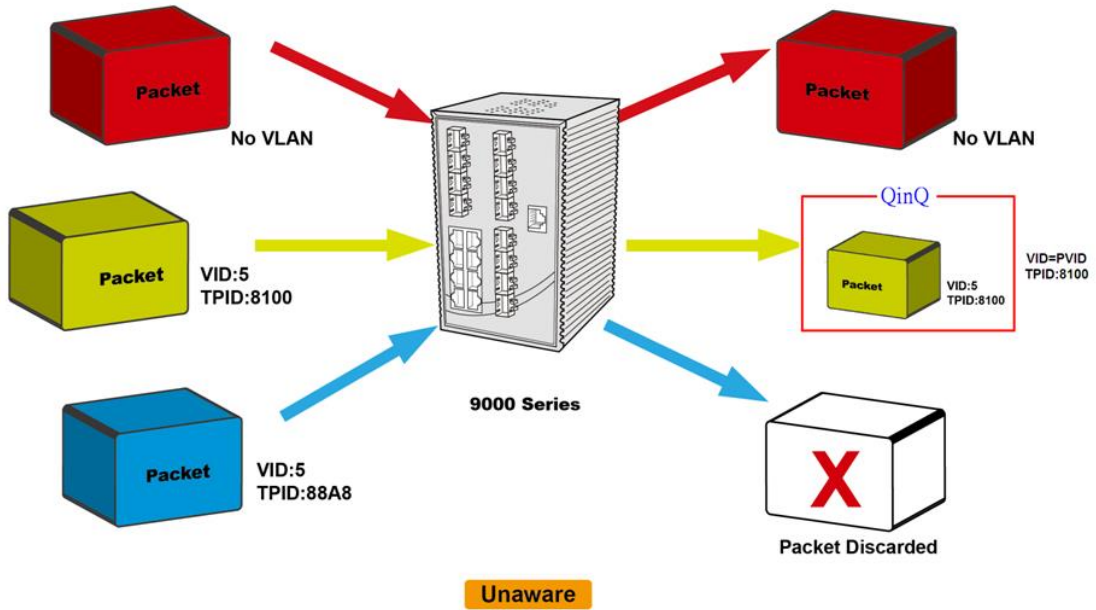 Packet
No VLAN
Packet
No VLAN
Packet
VID:5
TPID:8100
QinQ
Packet
VID:5
TPID:8100
VID=PVID
TPID:8100
9000 Series
Packet
VID:5
TPID:88A8
X
Packet Discarded
Unaware